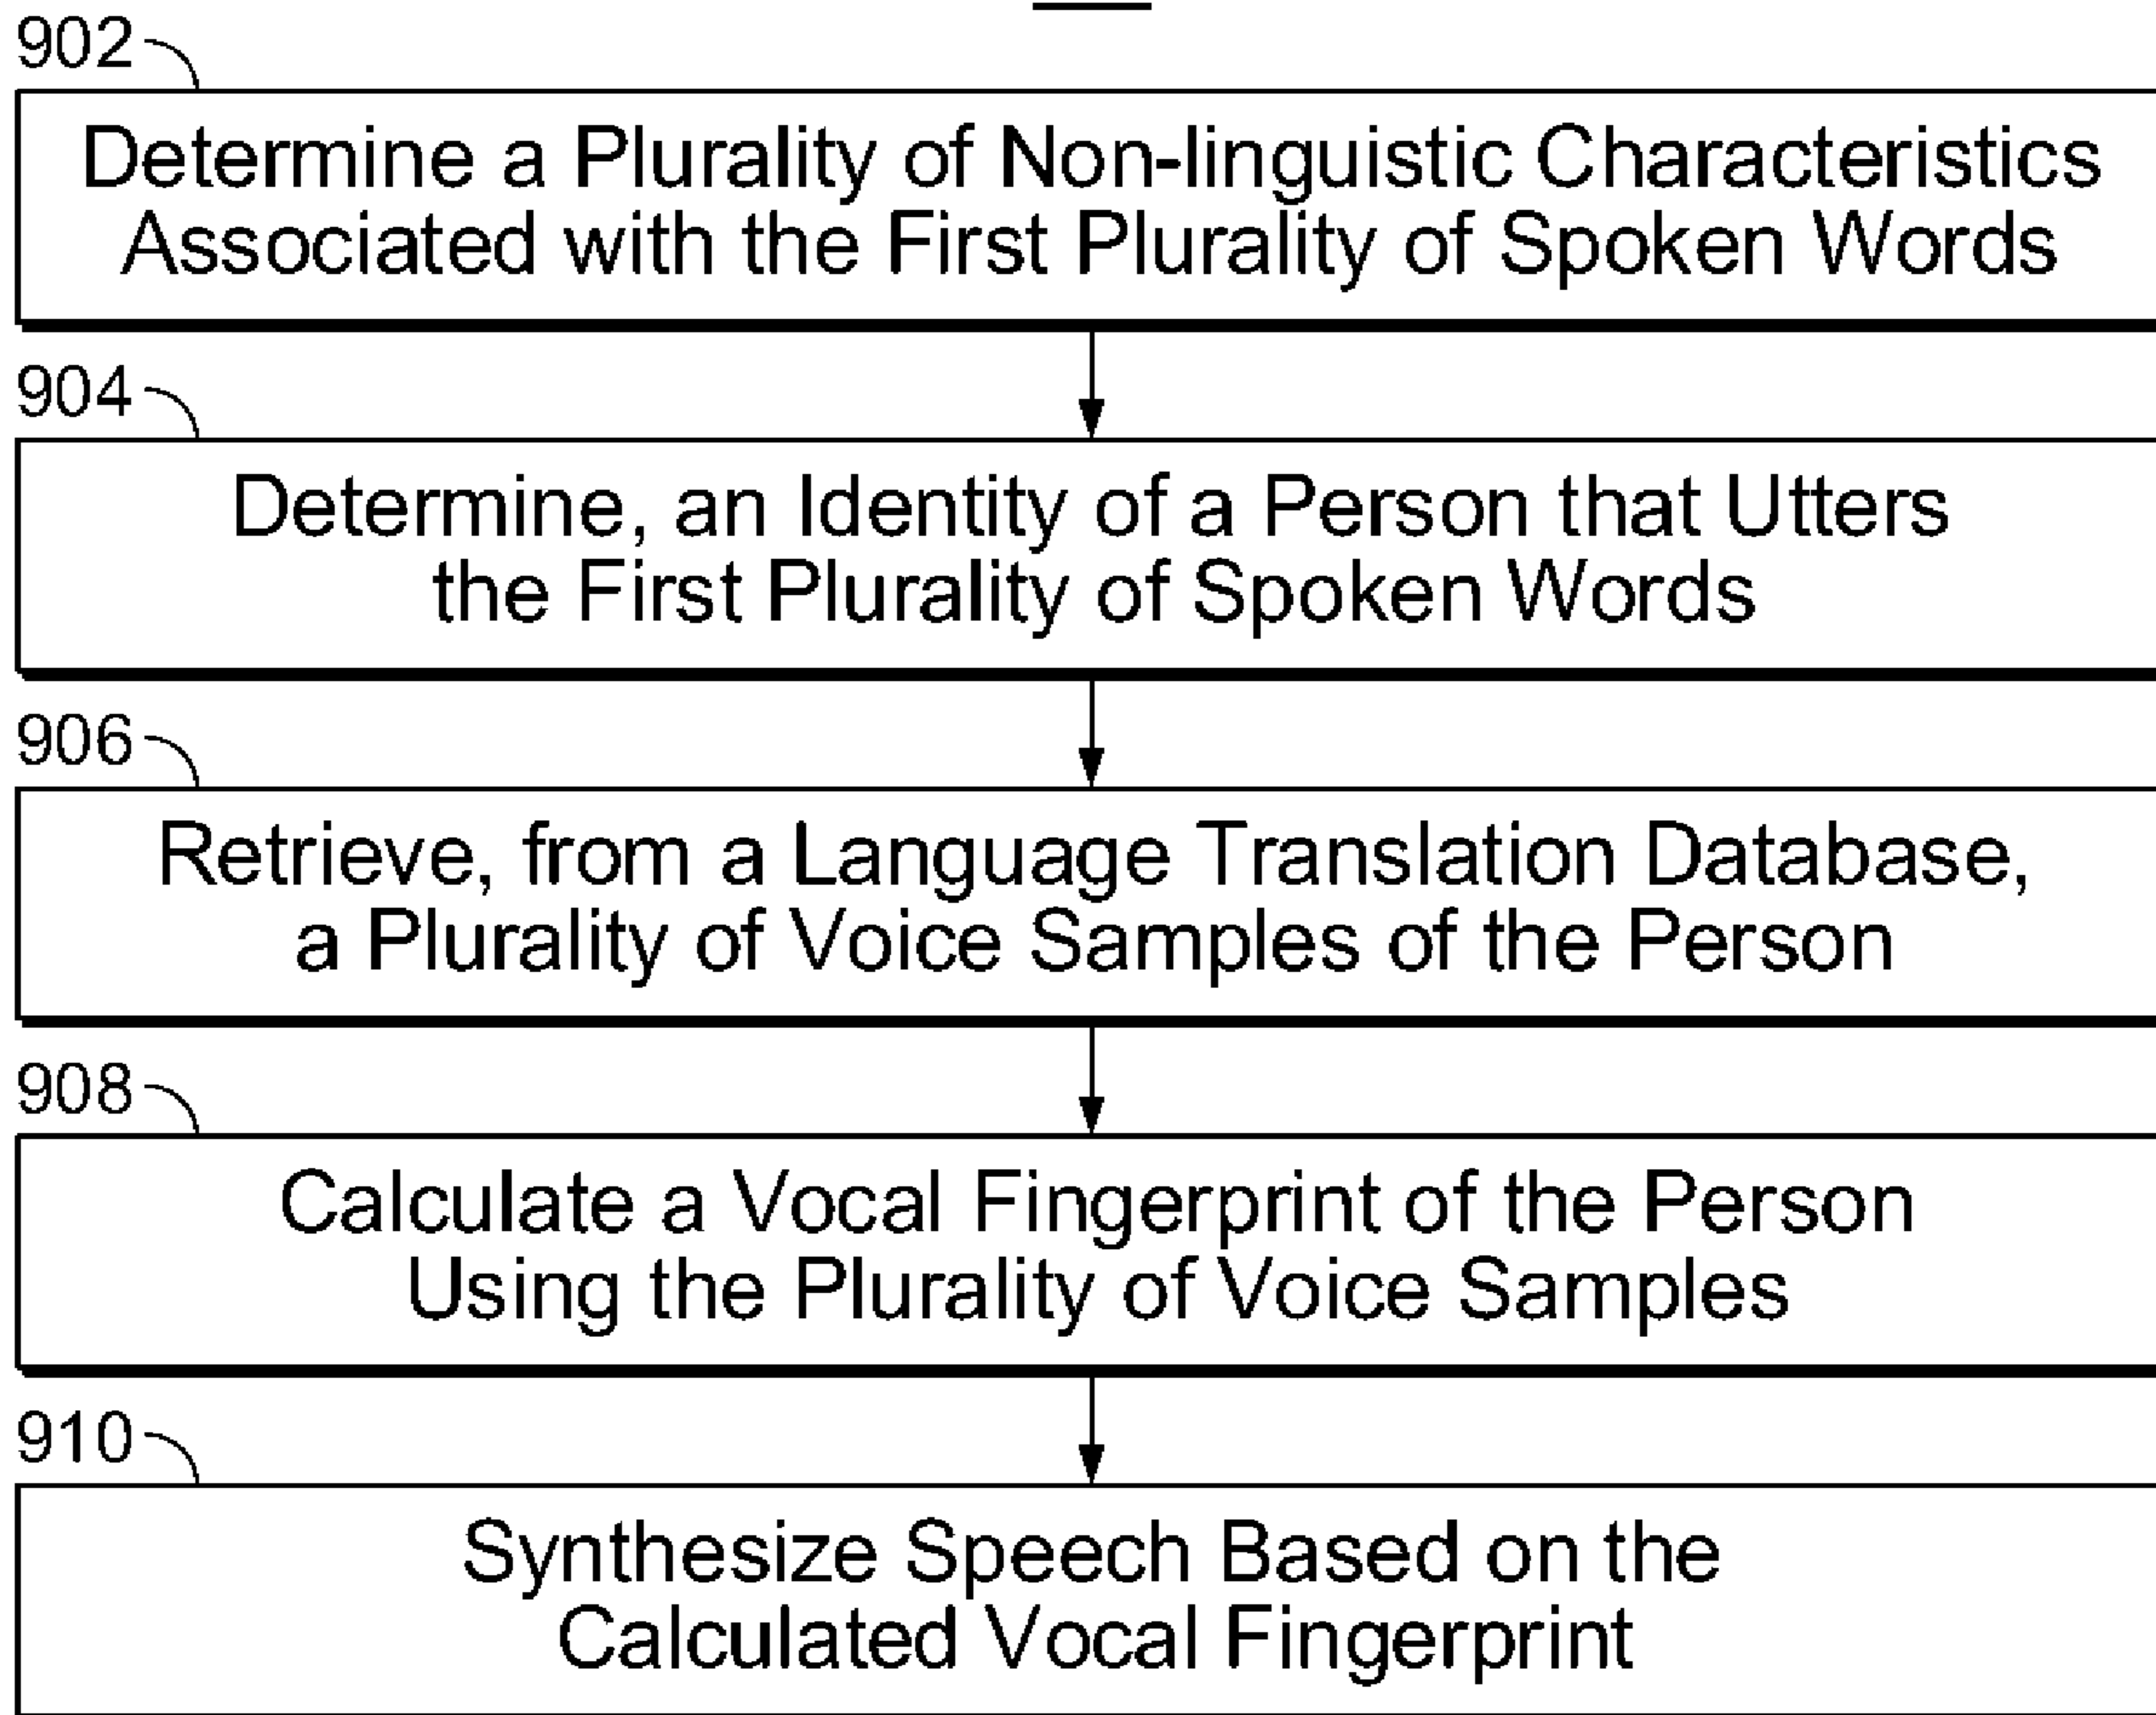 902
Determine a Plurality of Non-linguistic Characteristics
Associated with the First Plurality of Spoken Words
904
Determine, an Identity of a Person that Utters
the First Plurality of Spoken Words
906
Retrieve, from a Language Translation Database,
a Plurality of Voice Samples of the Person
908
Calculate a Vocal Fingerprint of the Person
Using the Plurality of Voice Samples
910
Synthesize Speech Based on the
Calculated Vocal Fingerprint